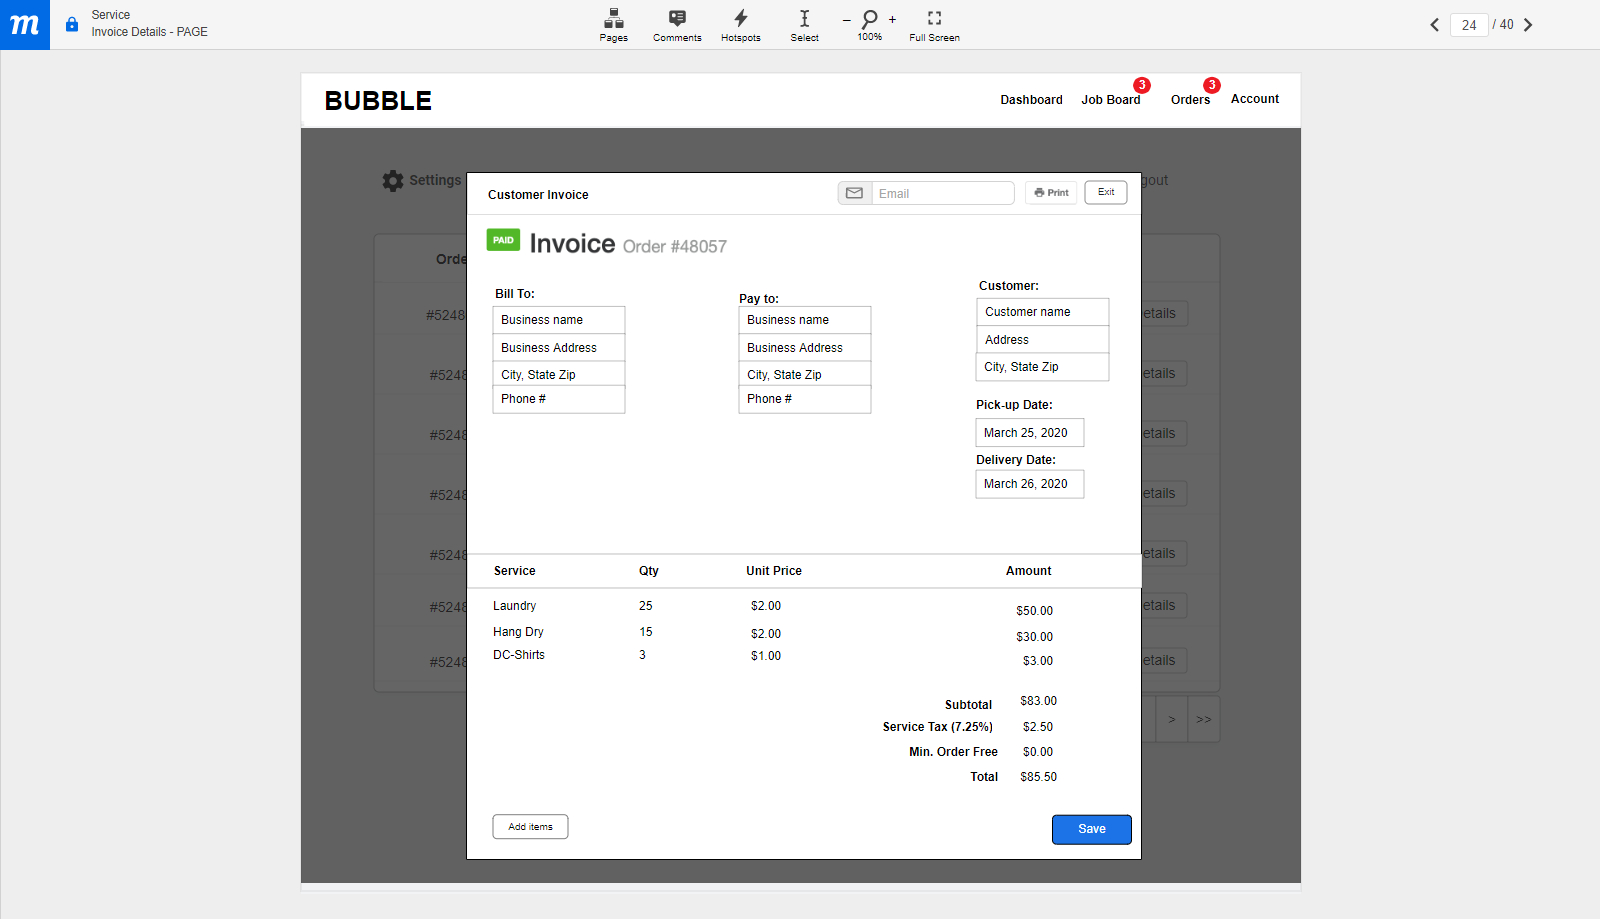 m
Service
Invoice Details - PAGE
Pages
Comments
Hotspots
Select
– 100% +
Full Screen
24 / 40
BUBBLE
Dashboard
Job Board 3
Orders 3
Account
Settings
gout
Customer Invoice
Email
Print
Exit
PAID Invoice Order #48057
Bill To:
Business name
Business Address
City, State Zip
Phone #
Pay to:
Business name
Business Address
City, State Zip
Phone #
Customer:
Customer name
Address
City, State Zip
Pick-up Date:
March 25, 2020
Delivery Date:
March 26, 2020
Orde
#5248 etails
#5248 etails
#5248 etails
#5248 etails
#5248 etails
#5248 etails
#5248 etails
> >>
Service Qty Unit Price Amount
Laundry 25 $2.00 $50.00
Hang Dry 15 $2.00 $30.00
DC-Shirts 3 $1.00 $3.00
Subtotal $83.00
Service Tax (7.25%) $2.50
Min. Order Free $0.00
Total $85.50
Add items
Save